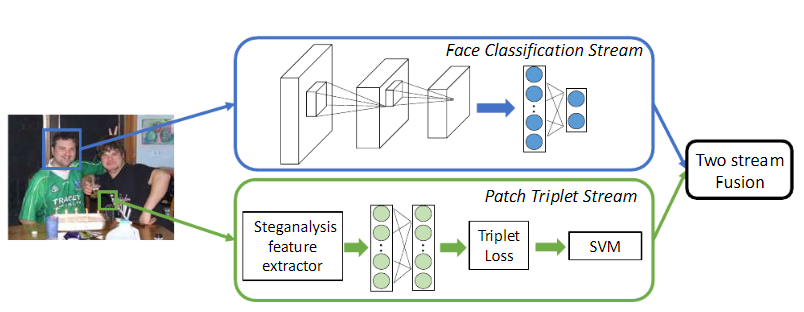 Face Classification Stream
TRACEY
Patch Triplet Stream
Steganalysis
feature
extractor
Triplet
Loss
SVM
Two stream
Fusion